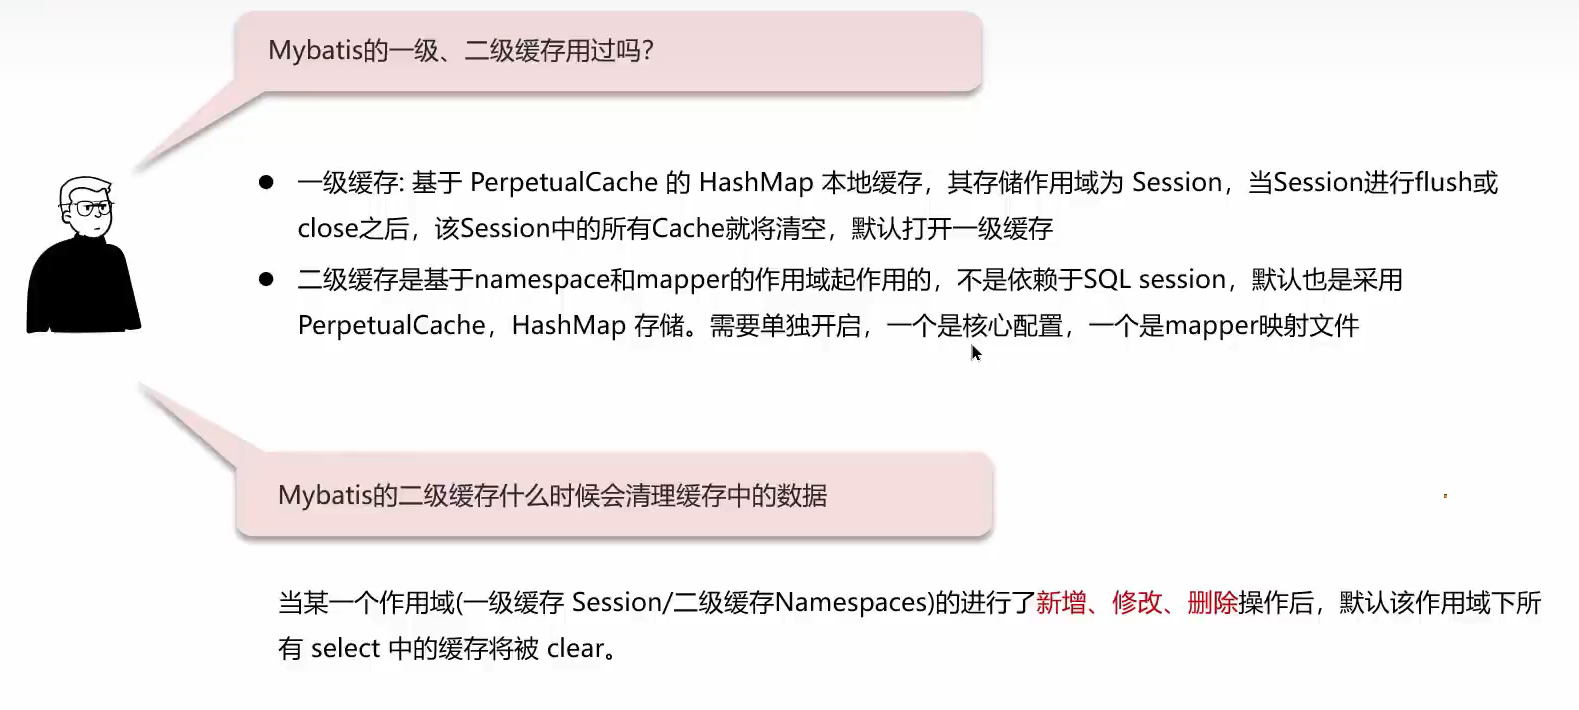 Mybatis的一级、二级缓存用过吗?
一级缓存: 基于 PerpetualCache 的 HashMap 本地缓存，其存储作用域为 Session，当Session进行flush或
close之后，该Session中的所有Cache就将清空，默认打开一级缓存
二级缓存是基于namespace和mapper的作用域起作用的，不是依赖于SQL session，默认也是采用
PerpetualCache，HashMap 存储。需要单独开启，一个是核心配置，一个是mapper映射文件
Mybatis的二级缓存什么时候会清理缓存中的数据
当某一个作用域(一级缓存 Session/二级缓存Namespaces)的进行了新增、修改、删除操作后，默认该作用域下所
有 select 中的缓存将被 clear。